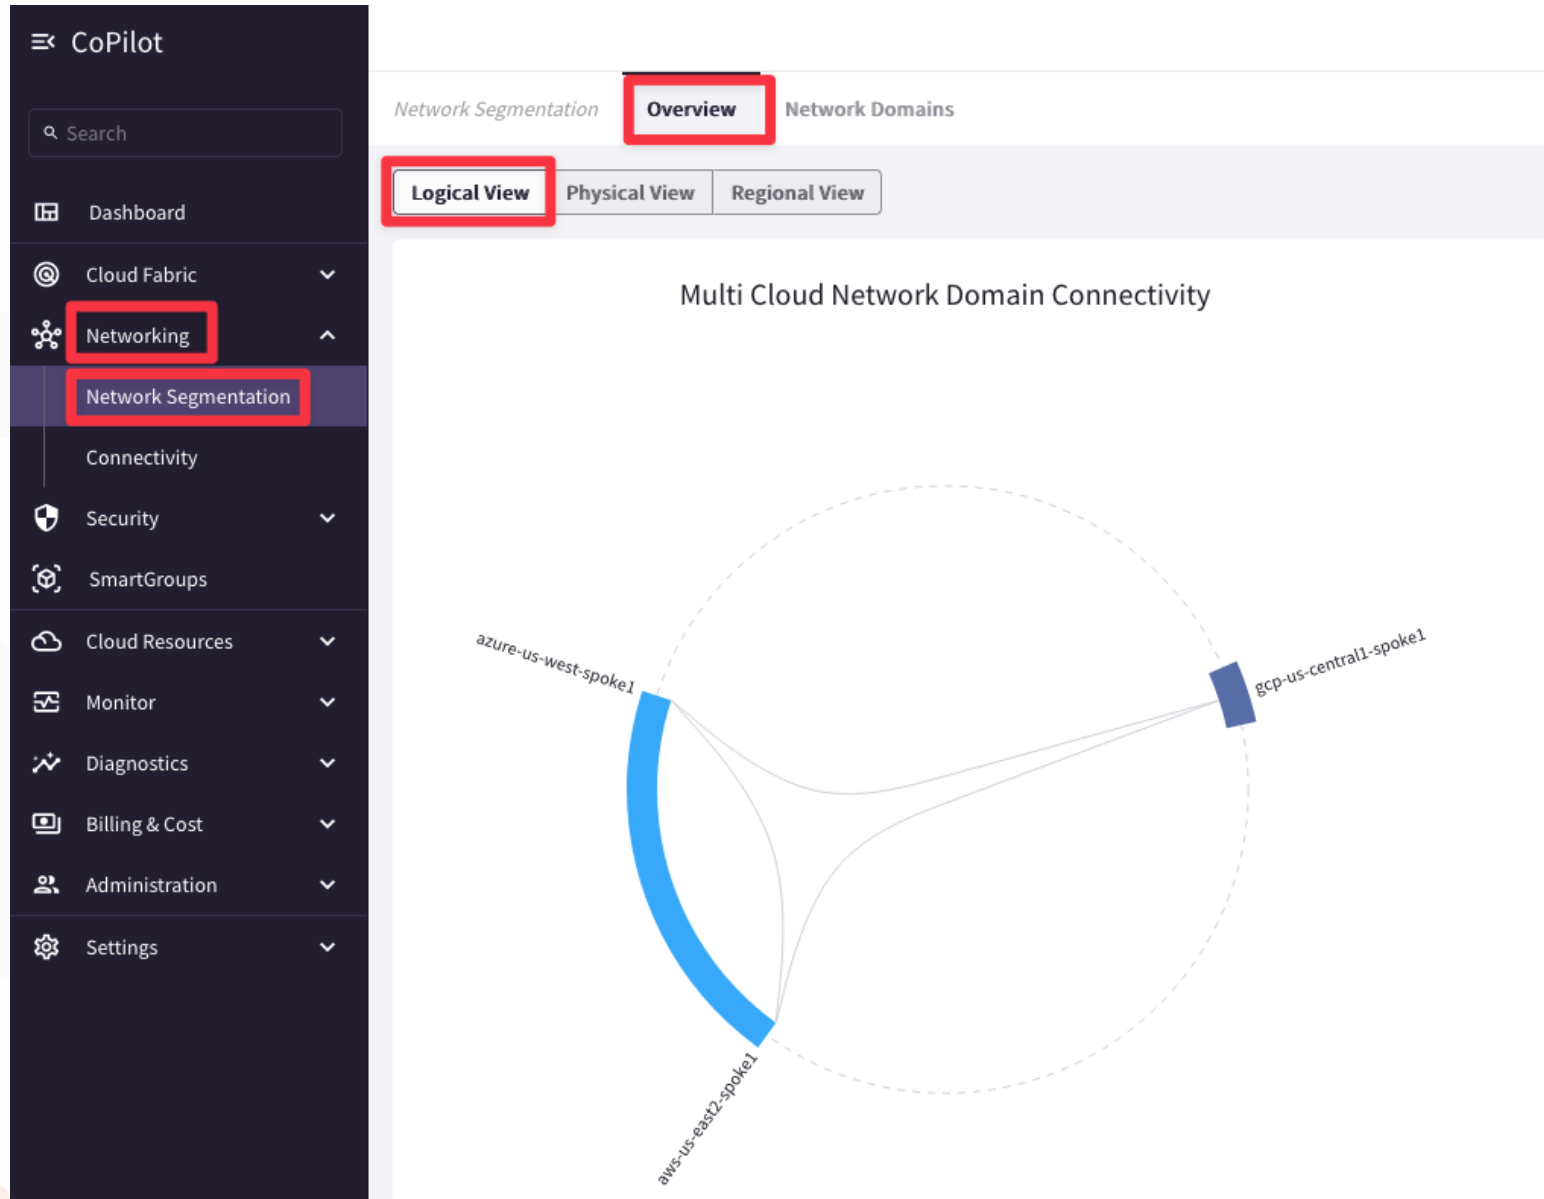 CoPilot
Search
Dashboard
Cloud Fabric
Networking
Network Segmentation
Connectivity
Security
SmartGroups
Cloud Resources
Monitor
Diagnostics
Billing & Cost
Administration
Settings
Network Segmentation Overview Network Domains
Logical View Physical View Regional View
Multi Cloud Network Domain Connectivity
azure-us-west-spoke1
gcp-us-central1-spoke1
aws-us-east2-spoke1